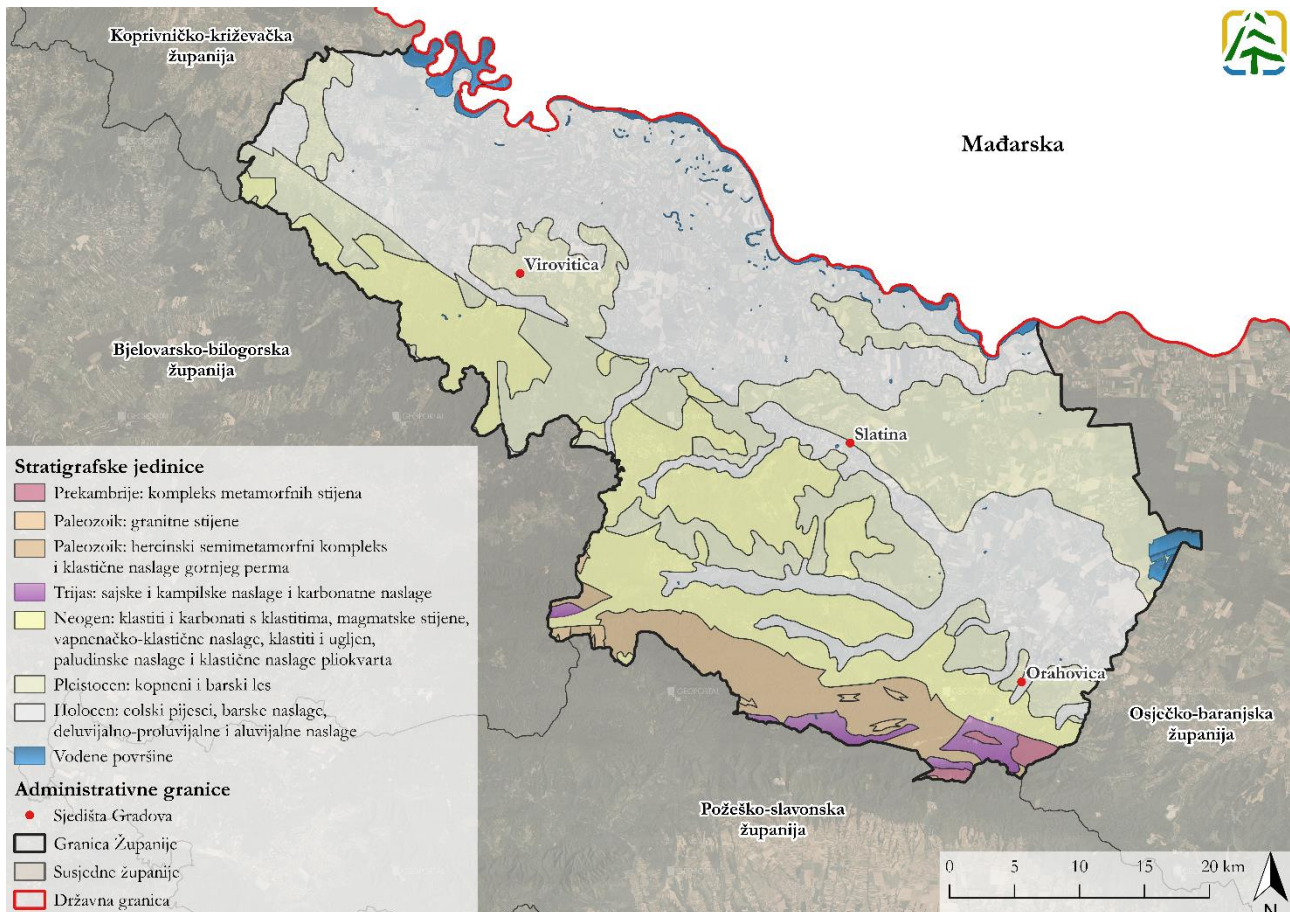 Koprivničko-križevačka
županija
Mađarska
Virovitica
Bjelovarsko-bilogorska
županija
Slatina
Orahovica
Osječko-baranjska
županija
Požeško-slavonska
županija
Stratigrafske jedinice
Prekambrije: kompleks metamorfnih stijena
Paleozoik: granitne stijene
Paleozoik: hercinski semimetamorfni kompleks
i klastične naslage gornjeg perma
Trijas: sajske i kampilske naslage i karbonatne naslage
Neogen: klastiti i karbonati s klastitima, magmatske stijene,
vapnenačko-klastične naslage, klastiti i ugljen,
paludinske naslage i klastične naslage pliokvarta
Pleistocen: kopneni i barski les
Holocen: eolski pijesci, barske naslage,
deluvijalno-proluvijalne i aluvijalne naslage
Vodene površine
Administrativne granice
Sjedišta Gradova
Granica Županije
Susjedne županije
Državna granica
0 5 10 15 20 km
N